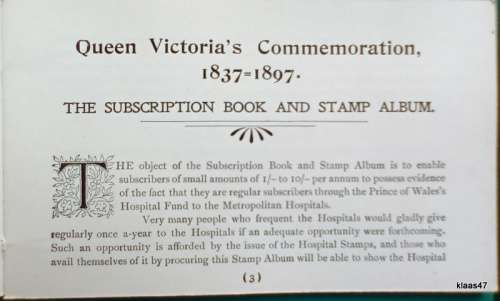 Queen Victoria's Commemoration,
1837=1897.
THE SUBSCRIPTION BOOK AND STAMP ALBUM.
THE object of the Subscription Book and Stamp Album is to enable
subscribers of small amounts of 1/– to 10/– per annum to possess evidence
of the fact that they are regular subscribers through the Prince of Wales's
Hospital Fund to the Metropolitan Hospitals.
Very many people who frequent the Hospitals would gladly give
regularly once a-year to the Hospitals if an adequate opportunity were forthcoming.
Such an opportunity is afforded by the issue of the Hospital Stamps, and those who
avail themselves of it by procuring this Stamp Album will be able to show the Hospital
(3)
klaas47